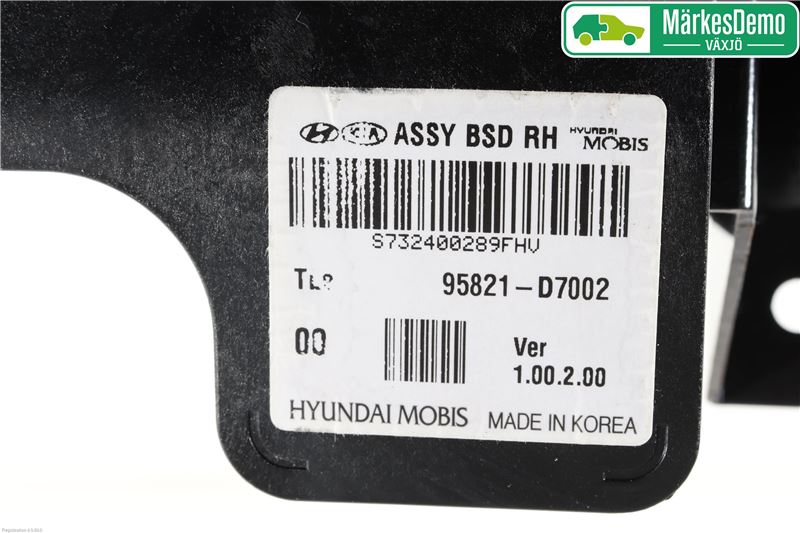 MärkesDemo
VÄXJÖ
KIA ASSY BSD RH HYUNDAI MOBIS
S732400289FHV
95821-D7002
00
Ver
1.00.2.00
HYUNDAI MOBIS MADE IN KOREA